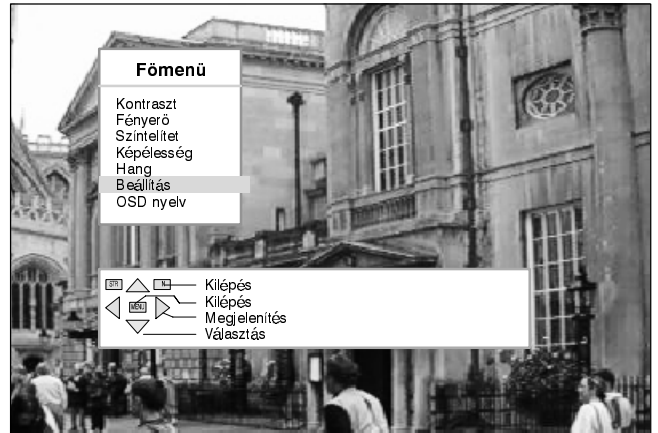 Fömenü
Kontraszt
Fényerö
Színtelítet
Képélesség
Hang
Beállítás
OSD nyelv
STR N Kilépés
MENU Kilépés
Megjelenítés
Választás